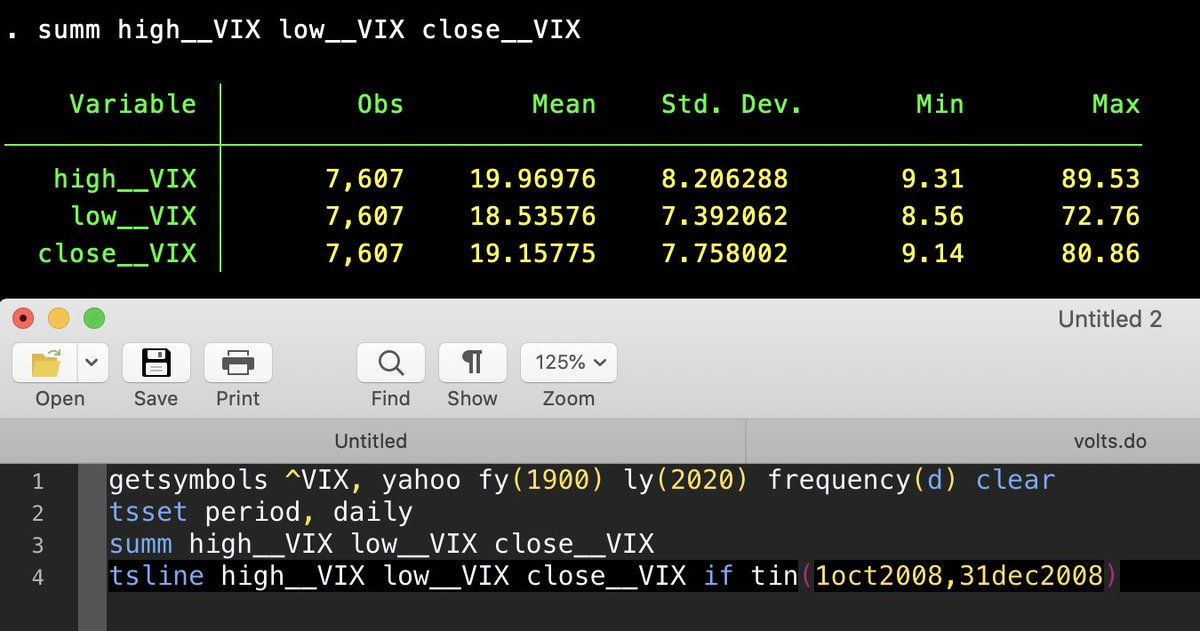 . summ high__VIX low__VIX close__VIX
Variable Obs Mean Std. Dev. Min Max
high__VIX 7,607 19.96976 8.206288 9.31 89.53
low__VIX 7,607 18.53576 7.392062 8.56 72.76
close__VIX 7,607 19.15775 7.758002 9.14 80.86
Untitled 2
125%
Open Save Print Find Show Zoom
Untitled volts.do
1 getsymbols ^VIX, yahoo fy(1900) ly(2020) frequency(d) clear
2 tsset period, daily
3 summ high__VIX low__VIX close__VIX
4 tsline high__VIX low__VIX close__VIX if tin(1oct2008,31dec2008)